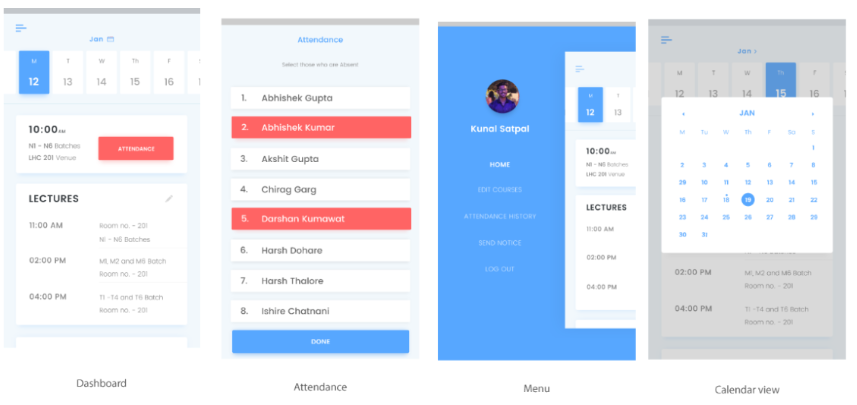 Jan
M T W Th F S
12 13 14 15 16 1
10:00 AM
N1 - N6 Batches
LHC 201 Venue
ATTENDANCE
LECTURES
11:00 AM
Room no. - 201
N1 - N6 Batches
02:00 PM
M1, M2 and M6 Batch
Room no. - 201
04:00 PM
T1 -T4 and T6 Batch
Room no. - 201
Dashboard
Attendance
Select those who are Absent
1. Abhishek Gupta
2. Abhishek Kumar
3. Akshit Gupta
4. Chirag Garg
5. Darshan Kumawat
6. Harsh Dohare
7. Harsh Thalore
8. Ishire Chatnani
DONE
Attendance
Kunal Satpal
HOME
EDIT COURSES
ATTENDANCE HISTORY
SEND NOTICE
LOG OUT
M T
12 13
10:00 AM
N1 - N6 Batches
LHC 201 Venue
LECTURES
11:00 AM
02:00 PM
04:00 PM
Menu
Jan ›
M T W Th F S
12 13 14 15 16
‹ JAN ›
M Tu W Th F Sa S
1
2 3 4 5 6 7 8
29 10 11 12 13 14 15
16 17 18 19 20 21 22
23 24 25 26 27 28 29
30 31
02:00 PM
M1, M2 and M6 Batch
Room no. - 201
04:00 PM
T1 -T4 and T6 Batch
Room no. - 201
Calendar view